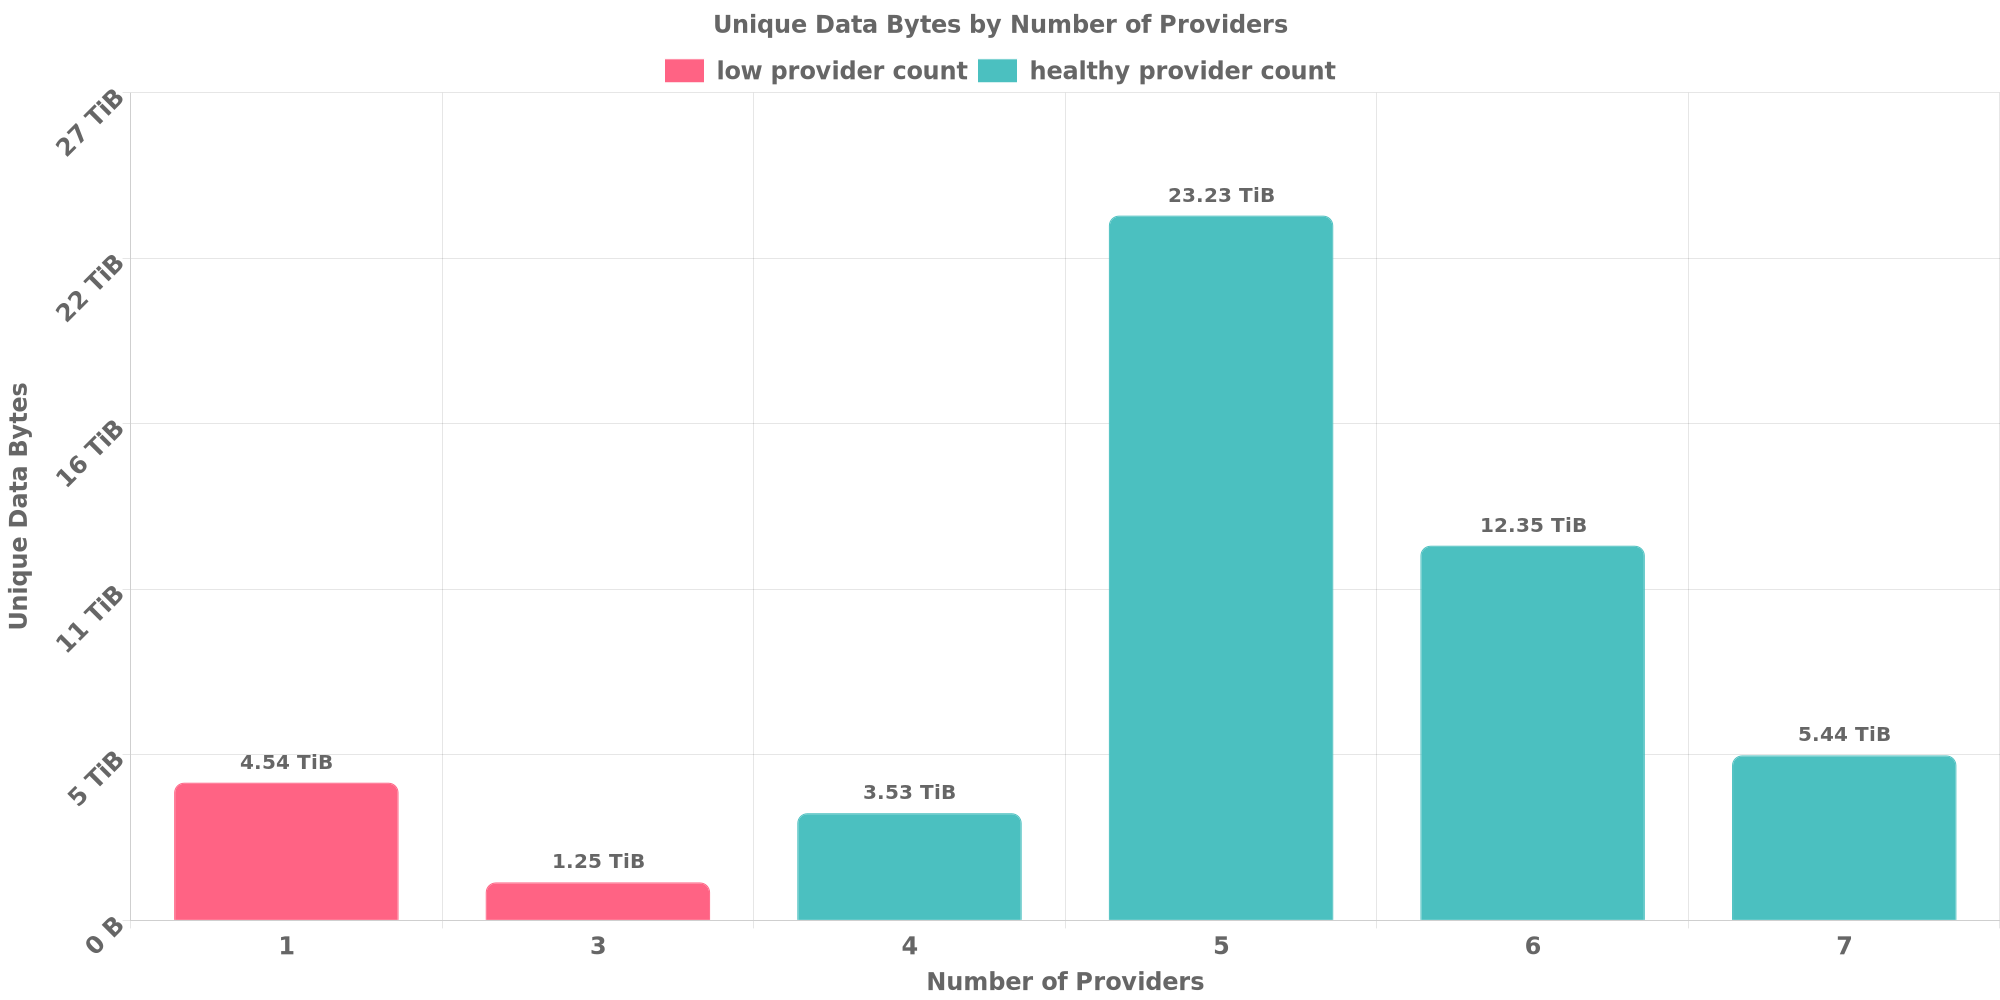 Unique Data Bytes by Number of Providers
low provider count
healthy provider count
27 TiB
22 TiB
16 TiB
11 TiB
5 TiB
0 B
Unique Data Bytes
4.54 TiB
1.25 TiB
3.53 TiB
23.23 TiB
12.35 TiB
5.44 TiB
1
3
4
5
6
7
Number of Providers